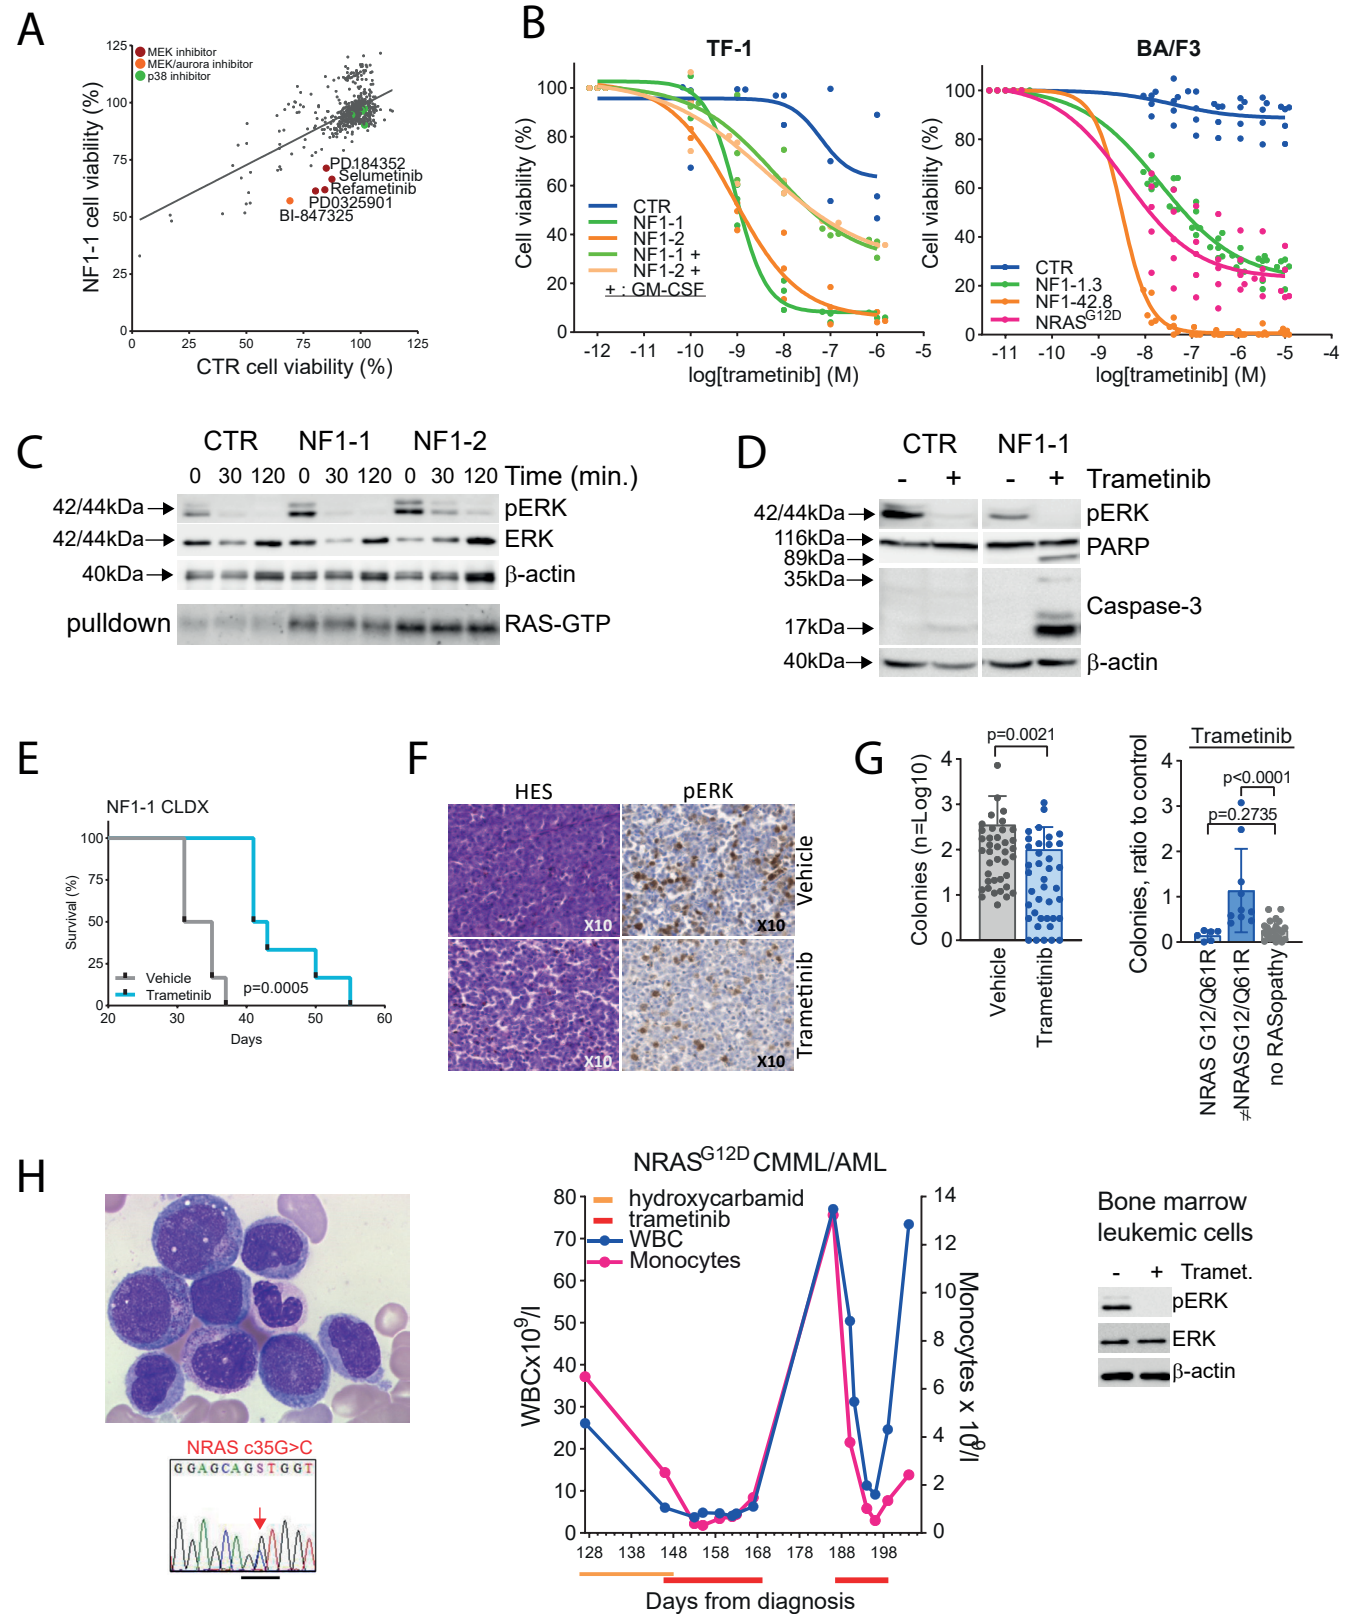 A
MEK inhibitor
MEK/aurora inhibitor
p38 inhibitor
NF1-1 cell viability (%)
125
100
75
50
25
0
PD184352
Selumetinib
Refametinib
PD0325901
BI-847325
0 25 50 75 100 125
CTR cell viability (%)
B
TF-1
Cell viability (%)
100
80
60
40
20
0
CTR
NF1-1
NF1-2
NF1-1 +
NF1-2 +
+ : GM-CSF
-12 -11 -10 -9 -8 -7 -6 -5
log[trametinib] (M)
BA/F3
Cell viability (%)
100
80
60
40
20
0
CTR
NF1-1.3
NF1-42.8
NRASG12D
-11 -10 -9 -8 -7 -6 -5 -4
log[trametinib] (M)
C
CTR NF1-1 NF1-2
0 30 120 0 30 120 0 30 120 Time (min.)
42/44kDa pERK
42/44kDa ERK
40kDa β-actin
pulldown RAS-GTP
D
CTR NF1-1
- + - + Trametinib
42/44kDa pERK
116kDa PARP
89kDa
35kDa
Caspase-3
17kDa
40kDa β-actin
E
NF1-1 CLDX
Survival (%)
100
75
50
25
0
Vehicle
Trametinib
p=0.0005
20 30 40 50 60
Days
F
HES pERK
X10 X10 Vehicle
X10 X10 Trametinib
G
p=0.0021
Colonies (n=Log10)
4
3
2
1
0
Vehicle
Trametinib
Trametinib
Colonies, ratio to control
4
3
2
1
0
p<0.0001
p=0.2735
NRAS G12/Q61R
≠NRASG12/Q61R
no RASopathy
H
NRAS c35G>C
G G A G C A G S T G G T
NRASG12D CMML/AML
hydroxycarbamid
trametinib
WBC
Monocytes
WBCx10⁹/l
80
70
60
50
40
30
20
10
0
Monocytes x 10⁹/l
14
12
10
8
6
4
2
0
128 138 148 158 168 178 188 198
Days from diagnosis
Bone marrow
leukemic cells
- + Tramet.
pERK
ERK
β-actin